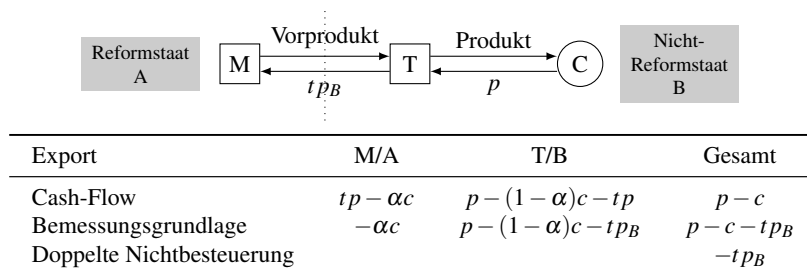 Reformstaat
A
M
Vorprodukt
tp_B
T
Produkt
p
C
Nicht-
Reformstaat
B
Export M/A T/B Gesamt
Cash-Flow tp − αc p − (1 − α)c − tp p − c
Bemessungsgrundlage −αc p − (1 − α)c − tp_B p − c − tp_B
Doppelte Nichtbesteuerung −tp_B